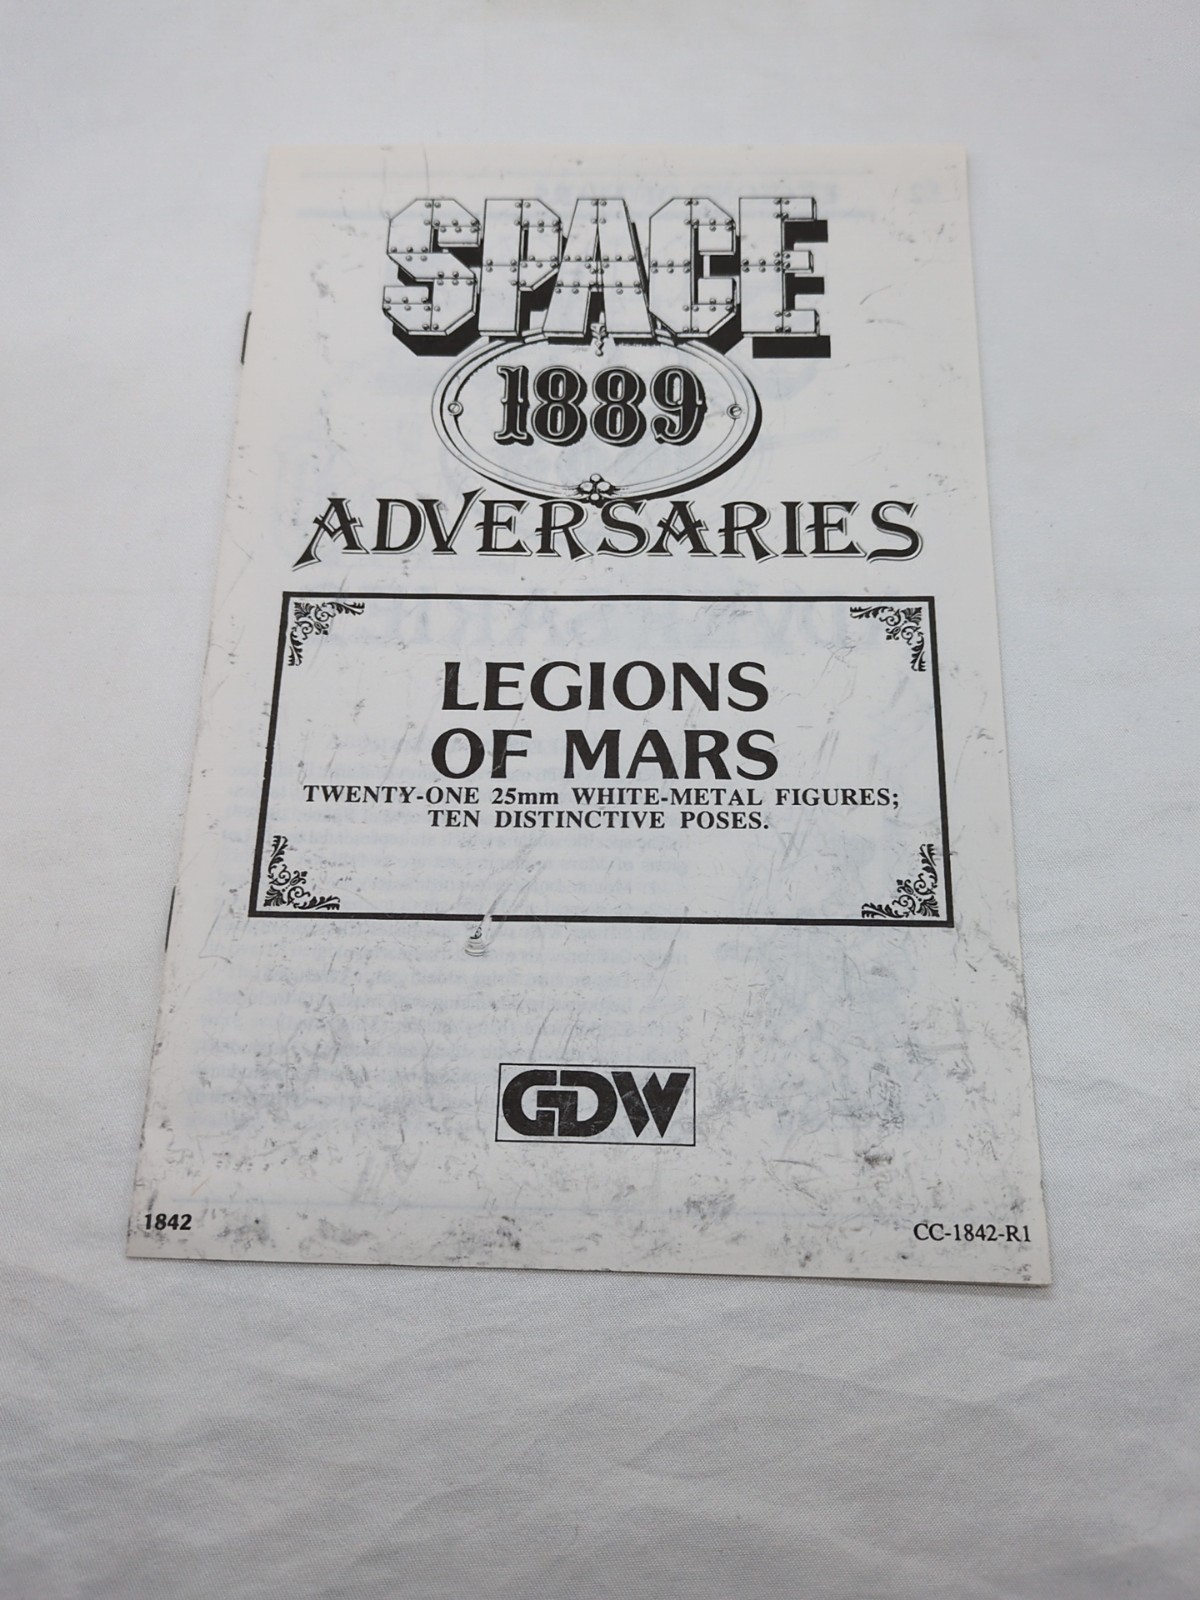 SPACE
1889
ADVERSARIES
LEGIONS
OF MARS
TWENTY-ONE 25mm WHITE-METAL FIGURES;
TEN DISTINCTIVE POSES.
GDW
1842
CC-1842-R1